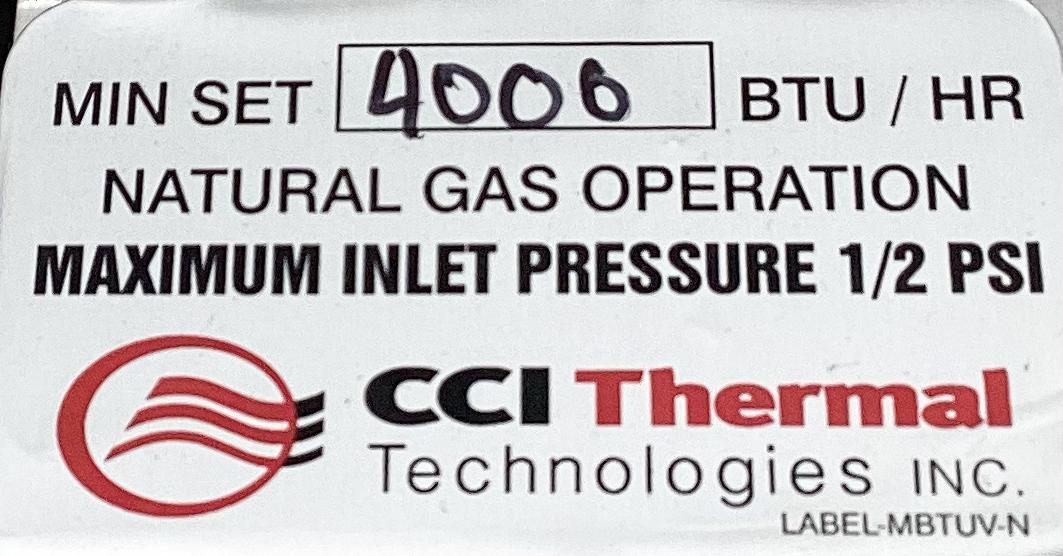 MIN SET 4000 BTU / HR
NATURAL GAS OPERATION
MAXIMUM INLET PRESSURE 1/2 PSI
CCI Thermal
Technologies INC.
LABEL-MBTUV-N